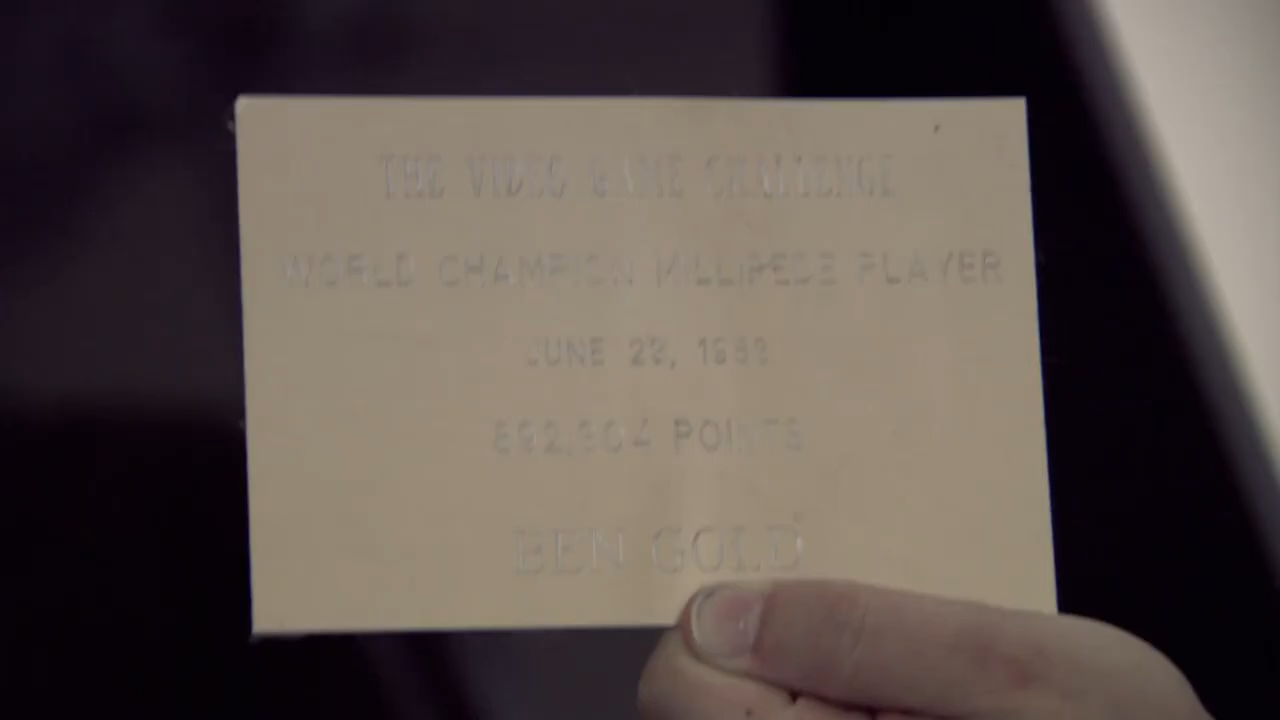 THE VIDEO GAME CHALLENGE
WORLD CHAMPION MILLIPEDE PLAYER
JUNE
POINTS
BEN GOLD